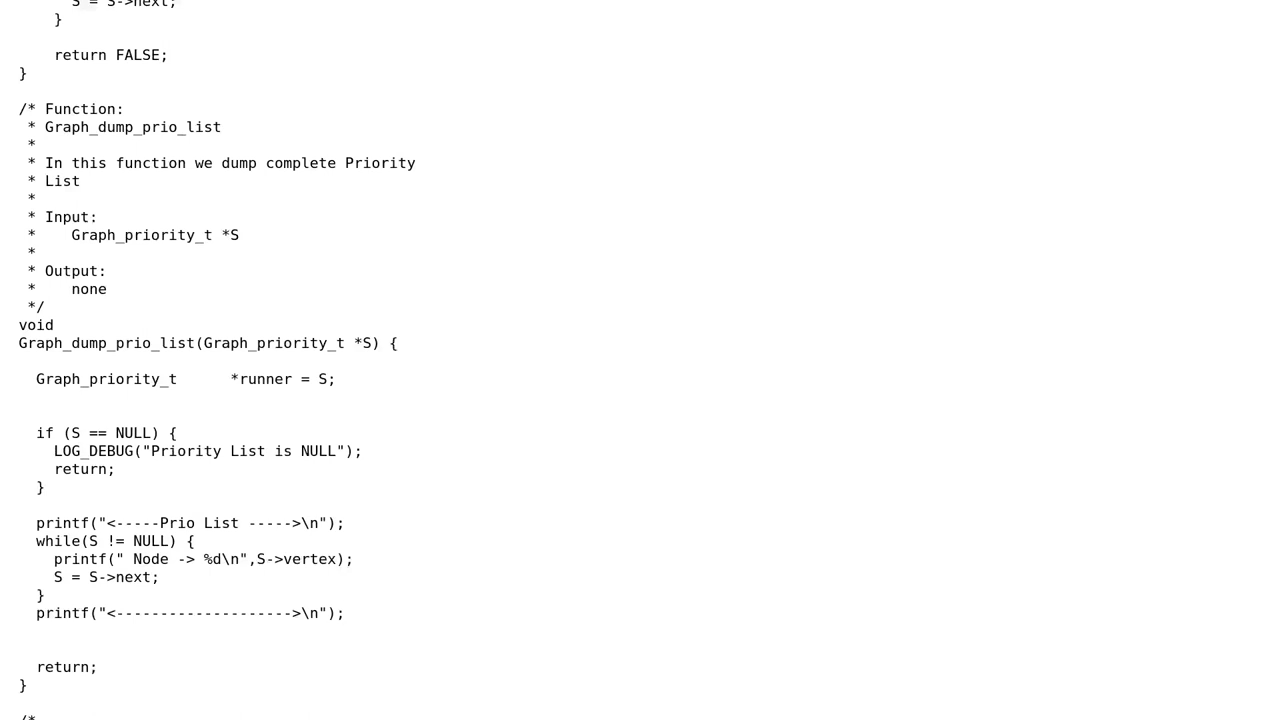 S = S->next;
    }

    return FALSE;
}

/* Function:
 * Graph_dump_prio_list
 *
 * In this function we dump complete Priority
 * List
 *
 * Input:
 *    Graph_priority_t *S
 *
 * Output:
 *    none
 */
void
Graph_dump_prio_list(Graph_priority_t *S) {

  Graph_priority_t      *runner = S;


  if (S == NULL) {
    LOG_DEBUG("Priority List is NULL");
    return;
  }

  printf("<-----Prio List ----->\n");
  while(S != NULL) {
    printf(" Node -> %d\n",S->vertex);
    S = S->next;
  }
  printf("<-------------------->\n");


  return;
}

/*